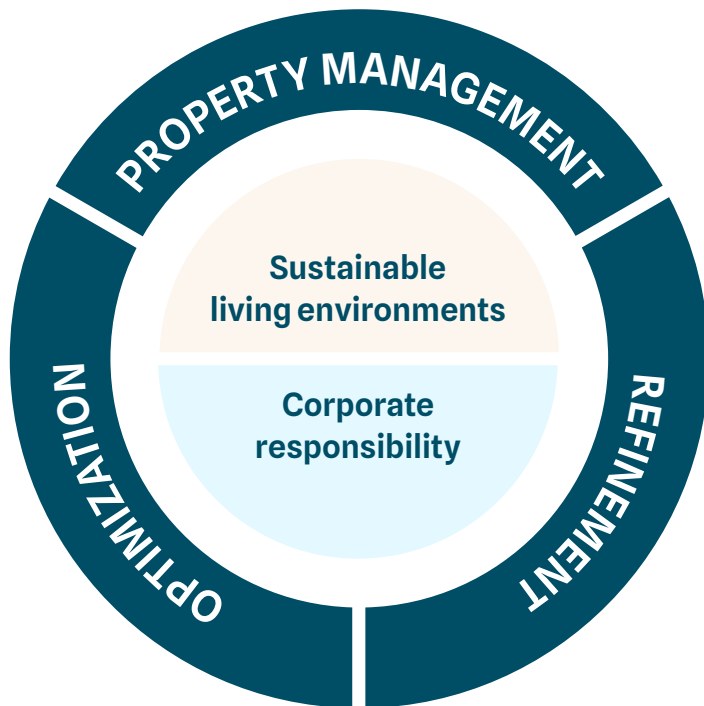 PROPERTY MANAGEMENT
Sustainable
living environments
Corporate
responsibility
OPTIMIZATION
REFINEMENT